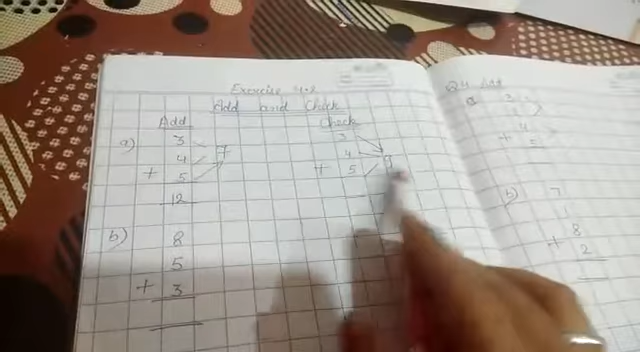 Exercise 4.2
Add and Check
Add Check
a) 3 3
4 7 4
+ 5 + 5
12
b) 8
5
+ 3
Q4 Add
a 3
4
+ 5
b) 7
1
+ 8
2